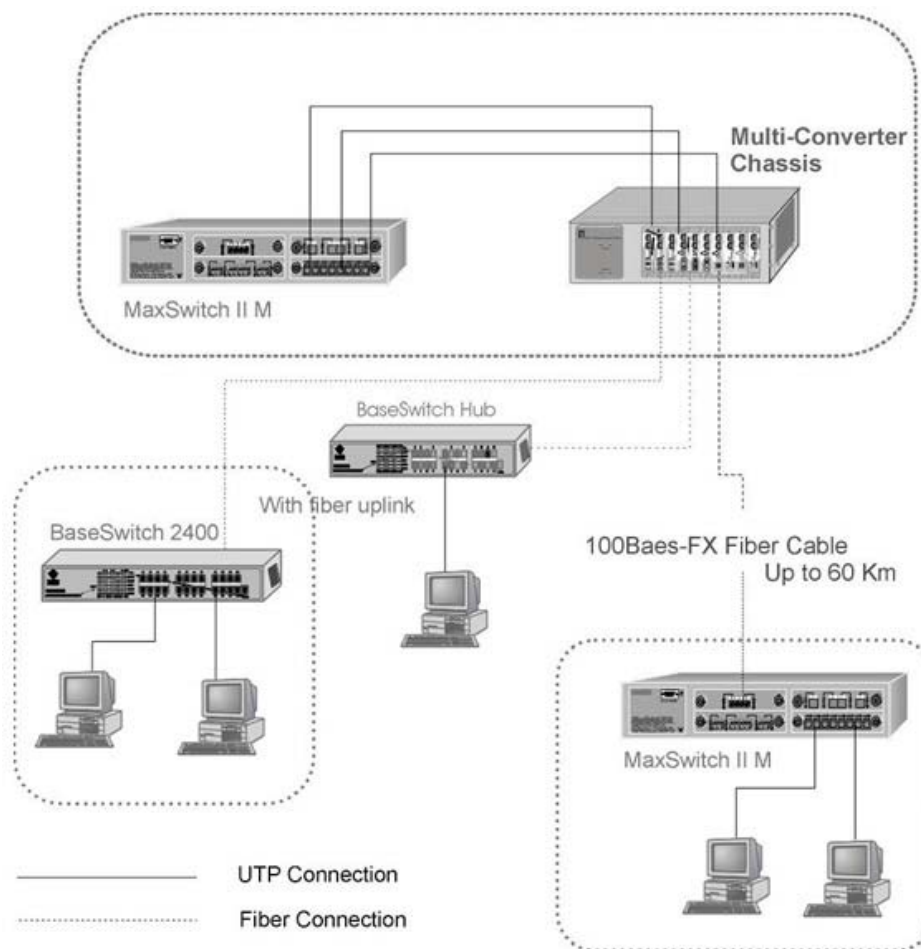 Multi-Converter
Chassis
MaxSwitch II M
BaseSwitch Hub
With fiber uplink
BaseSwitch 2400
100Baes-FX Fiber Cable
Up to 60 Km
MaxSwitch II M
UTP Connection
Fiber Connection